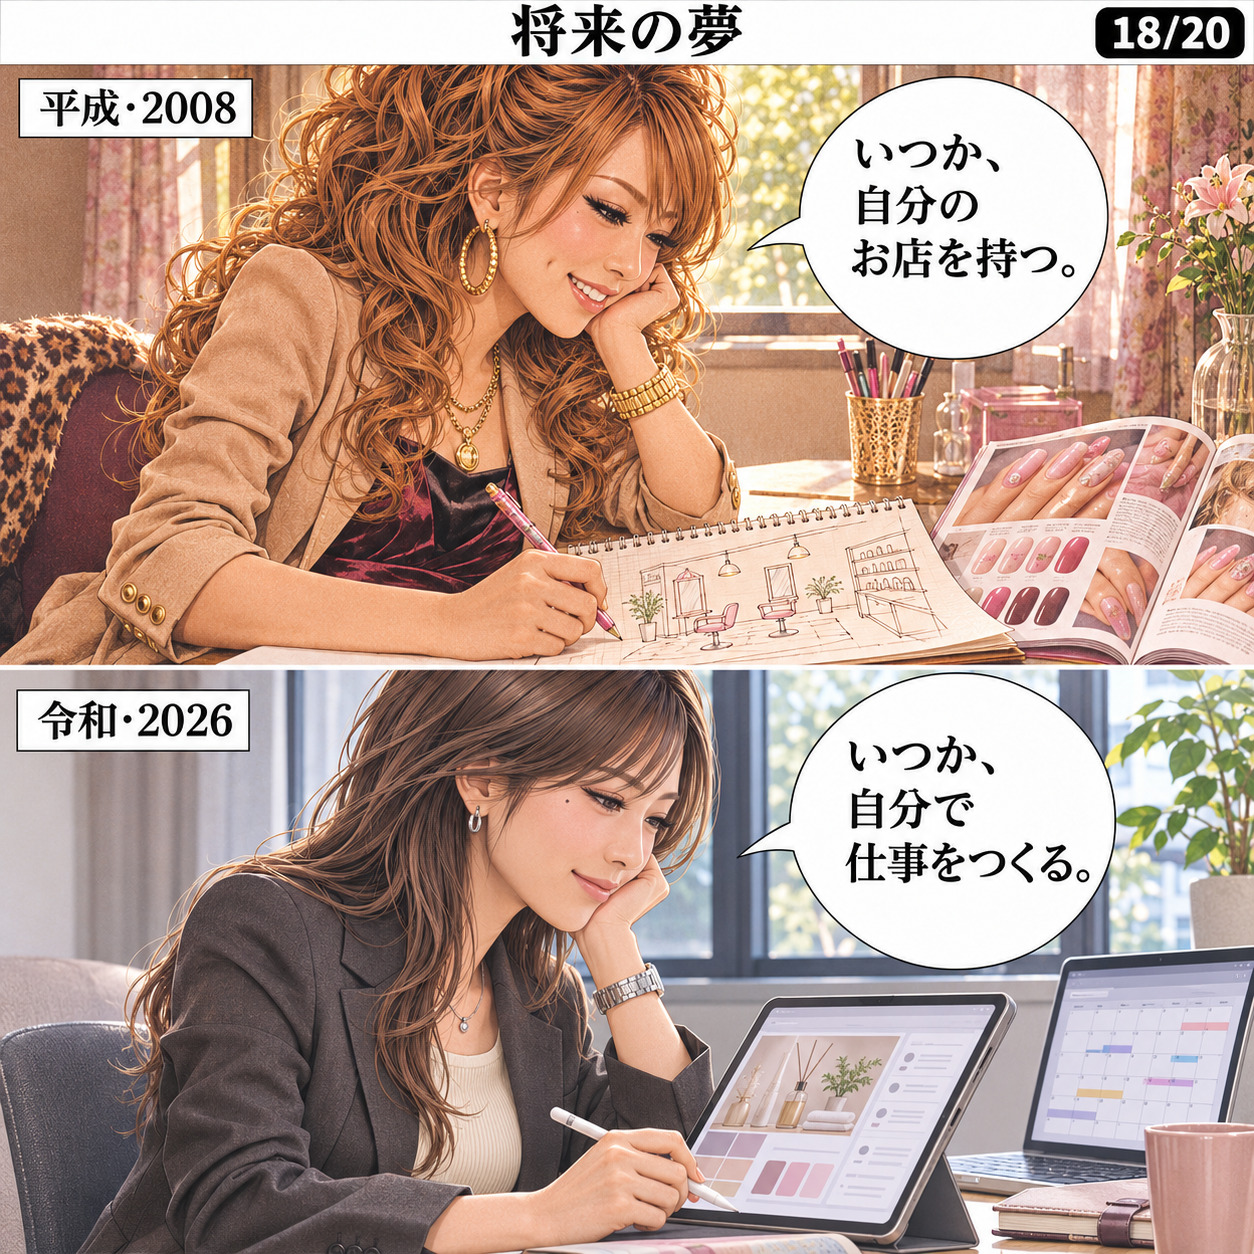 将来の夢
18/20
平成・2008
いつか、
自分の
お店を持つ。
令和・2026
いつか、
自分で
仕事をつくる。